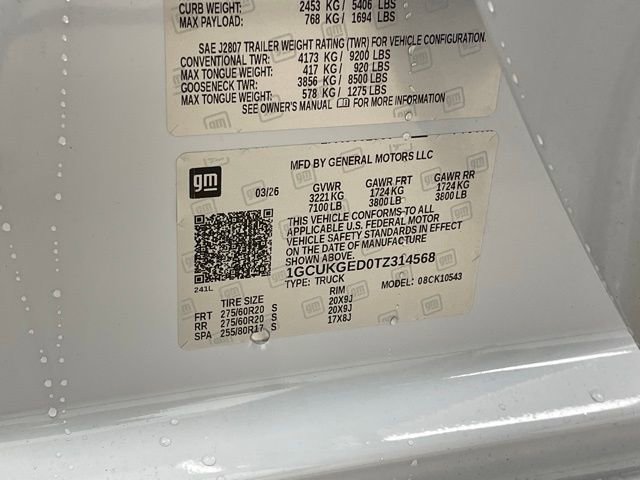 CURB WEIGHT: 2453 KG / 5406 LBS
MAX PAYLOAD: 768 KG / 1694 LBS
SAE J2807 TRAILER WEIGHT RATING (TWR) FOR VEHICLE CONFIGURATION.
CONVENTIONAL TWR: 4173 KG / 9200 LBS
MAX TONGUE WEIGHT: 417 KG / 920 LBS
GOOSENECK TWR: 3856 KG / 8500 LBS
MAX TONGUE WEIGHT: 578 KG / 1275 LBS
SEE OWNER'S MANUAL gm FOR MORE INFORMATION
MFD BY GENERAL MOTORS LLC
gm 03/26 GVWR GAWR FRT GAWR RR
3221 KG 1724 KG 1724 KG
7100 LB 3800 LB 3800 LB
THIS VEHICLE CONFORMS TO ALL
APPLICABLE U.S. FEDERAL MOTOR
VEHICLE SAFETY STANDARDS IN EFFECT
ON THE DATE OF MANUFACTURE
SHOWN ABOVE.
1GCUKGED0TZ314568
TYPE: TRUCK MODEL: 08CK10543
241L
TIRE SIZE RIM
FRT 275/60R20 S 20X9J
RR 275/60R20 S 20X9J
SPA 255/80R17 S 17X8J